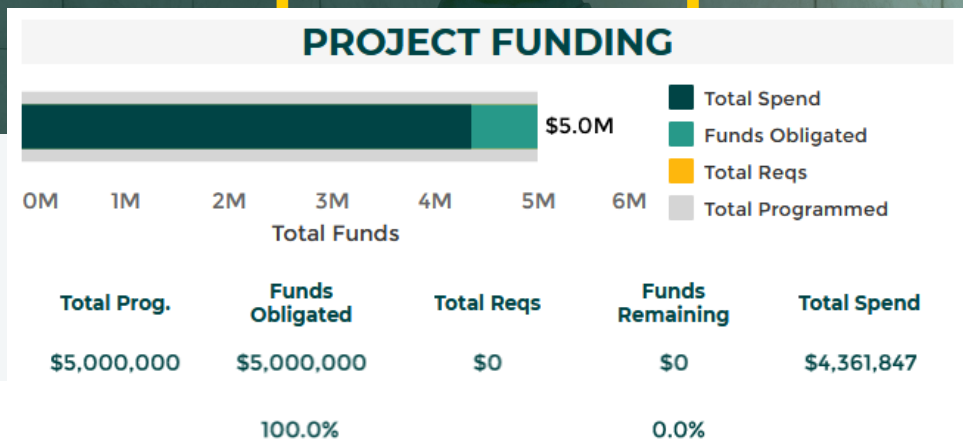 PROJECT FUNDING
$5.0M
Total Spend
Funds Obligated
Total Reqs
Total Programmed
0M 1M 2M 3M 4M 5M 6M
Total Funds
Total Prog. Funds Obligated Total Reqs Funds Remaining Total Spend
$5,000,000 $5,000,000 $0 $0 $4,361,847
100.0% 0.0%